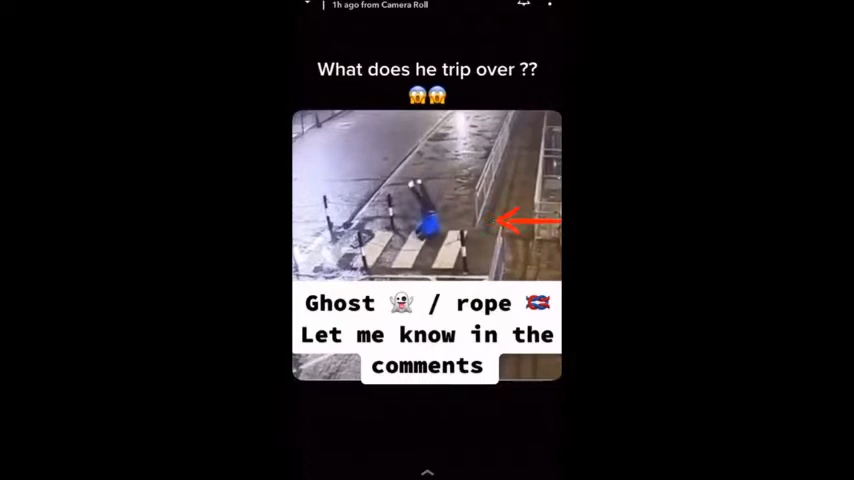 1h ago from Camera Roll
What does he trip over ??
😱😱
Ghost 👻 / rope 🪢
Let me know in the
comments